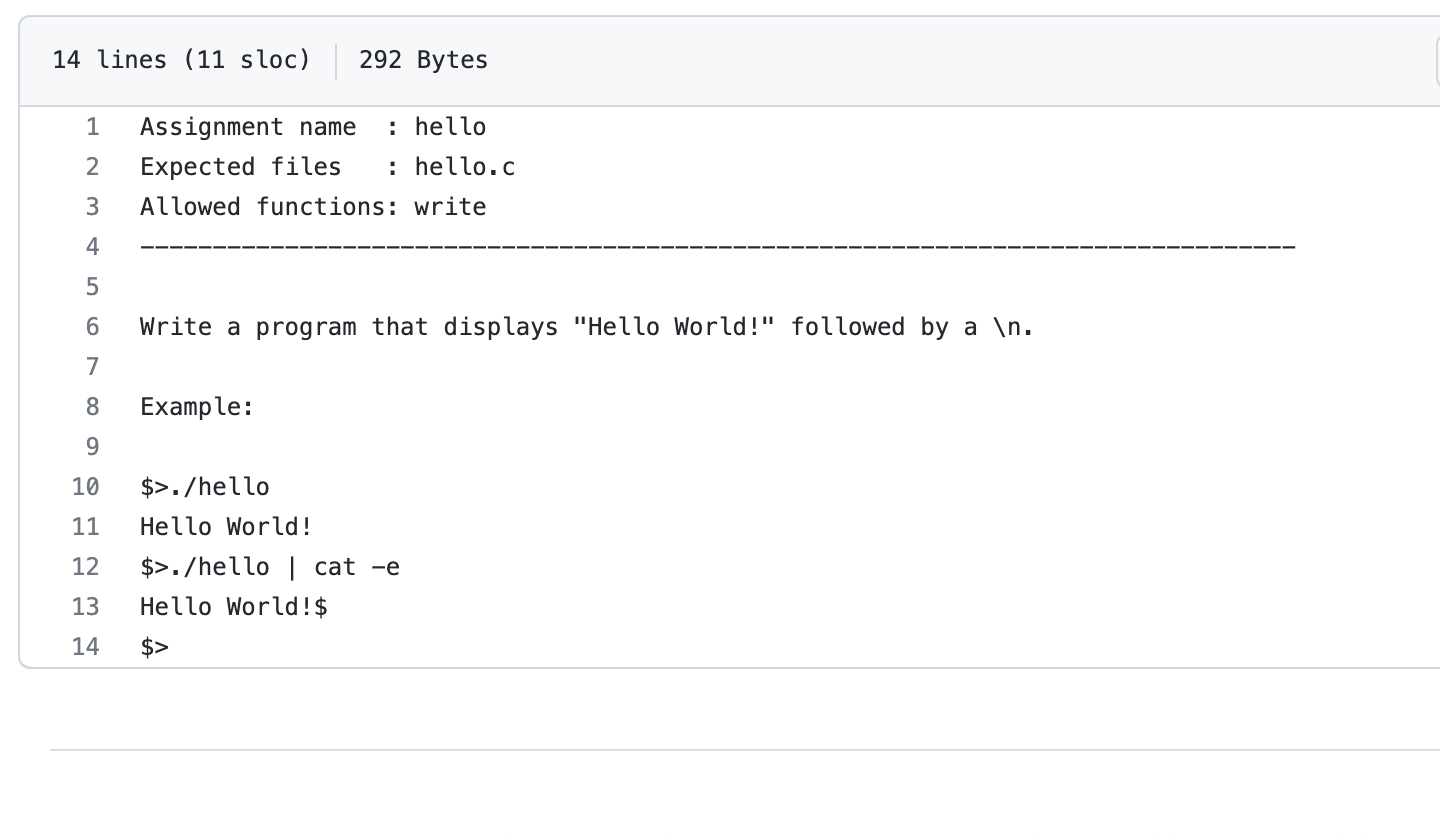 14 lines (11 sloc) 292 Bytes
1 Assignment name  : hello
2 Expected files   : hello.c
3 Allowed functions: write
4 --------------------------------------------------------------------------------
5
6 Write a program that displays "Hello World!" followed by a \n.
7
8 Example:
9
10 $>./hello
11 Hello World!
12 $>./hello | cat -e
13 Hello World!$
14 $>